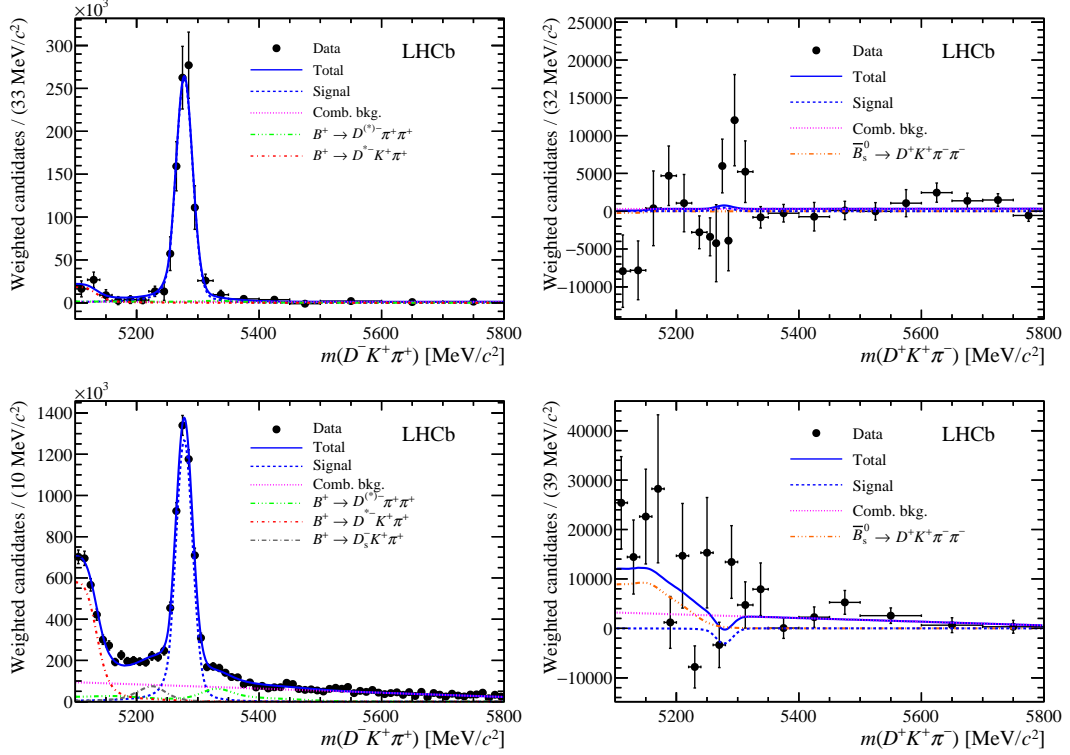 ×10³
Weighted candidates / (33 MeV/c²)
300
250
200
150
100
50
0
LHCb
Data
Total
Signal
Comb. bkg.
B⁺ → D⁽*⁾⁻π⁺π⁺
B⁺ → D*⁻K⁺π⁺
5200 5400 5600 5800
m(D⁻K⁺π⁺) [MeV/c²]
Weighted candidates / (32 MeV/c²)
25000
20000
15000
10000
5000
0
−5000
−10000
LHCb
Data
Total
Signal
Comb. bkg.
B̅ₛ⁰ → D⁺K⁺π⁻π⁻
5200 5400 5600 5800
m(D⁺K⁺π⁻) [MeV/c²]
×10³
Weighted candidates / (10 MeV/c²)
1400
1200
1000
800
600
400
200
0
LHCb
Data
Total
Signal
Comb. bkg.
B⁺ → D⁽*⁾⁻π⁺π⁺
B⁺ → D*⁻K⁺π⁺
B⁺ → Dₛ⁻K⁺π⁺
5200 5400 5600 5800
m(D⁻K⁺π⁺) [MeV/c²]
Weighted candidates / (39 MeV/c²)
40000
30000
20000
10000
0
−10000
LHCb
Data
Total
Signal
Comb. bkg.
B̅ₛ⁰ → D⁺K⁺π⁻π⁻
5200 5400 5600 5800
m(D⁺K⁺π⁻) [MeV/c²]